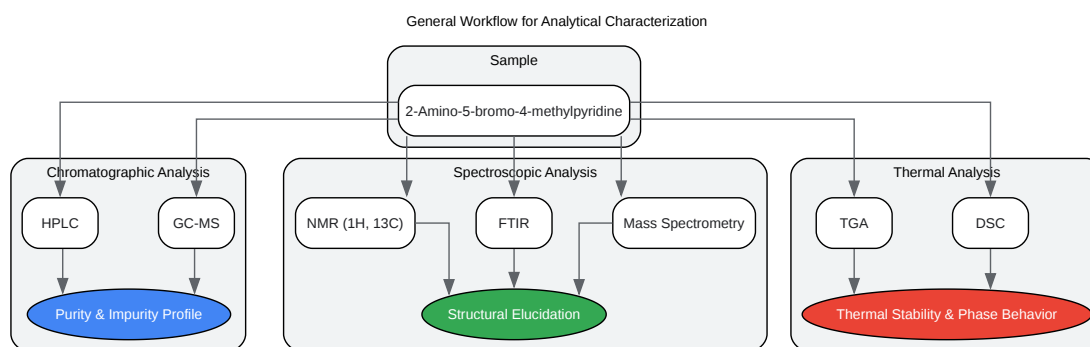 General Workflow for Analytical Characterization
Sample
2-Amino-5-bromo-4-methylpyridine
Chromatographic Analysis
Spectroscopic Analysis
Thermal Analysis
HPLC
GC-MS
NMR (1H, 13C)
FTIR
Mass Spectrometry
TGA
DSC
Purity & Impurity Profile
Structural Elucidation
Thermal Stability & Phase Behavior